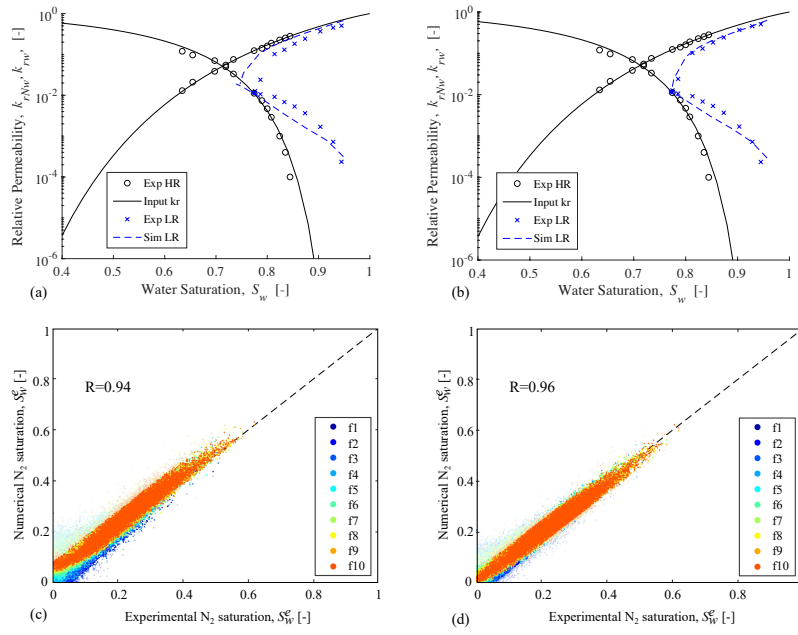 (a)
Relative Permeability, k_rNw, k_rw, [-]
10^0
10^-2
10^-4
10^-6
0.4 0.5 0.6 0.7 0.8 0.9 1
Water Saturation, S_w [-]
Exp HR
Input kr
Exp LR
Sim LR
(b)
Relative Permeability, k_rNw, k_rw, [-]
10^0
10^-2
10^-4
10^-6
0.4 0.5 0.6 0.7 0.8 0.9 1
Water Saturation, S_w [-]
Exp HR
Input kr
Exp LR
Sim LR
(c)
Numerical N_2 saturation, S_w^e [-]
1
0.8
0.6
0.4
0.2
0
0 0.2 0.4 0.6 0.8 1
Experimental N_2 saturation, S_w^e [-]
R=0.94
f1
f2
f3
f4
f5
f6
f7
f8
f9
f10
(d)
Numerical N_2 saturation, S_w^e [-]
1
0.8
0.6
0.4
0.2
0
0 0.2 0.4 0.6 0.8
Experimental N_2 saturation, S_w^e [-]
R=0.96
f1
f2
f3
f4
f5
f6
f7
f8
f9
f10